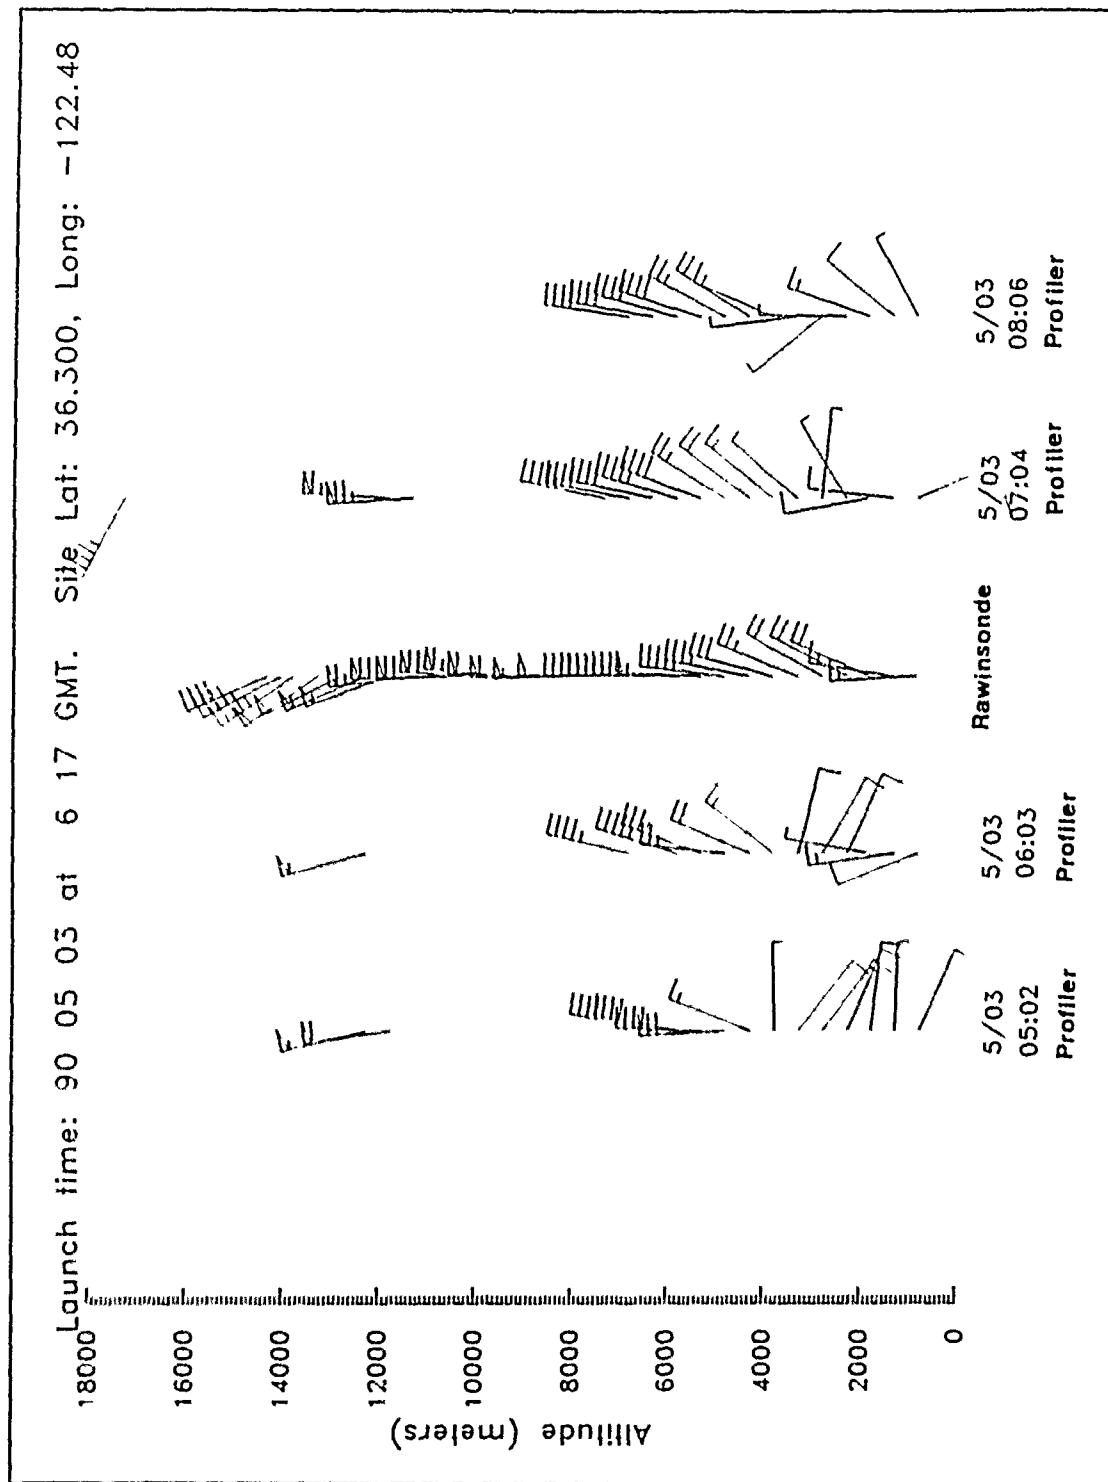 Launch time: 90 05 03 at 6 17 GMT. Site Lat: 36.300, Long: -122.48
18000
16000
14000
12000
10000
8000
6000
4000
2000
0
Altitude (meters)
5/03
05:02
Profiler
5/03
06:03
Profiler
Rawinsonde
5/03
07:04
Profiler
5/03
08:06
Profiler